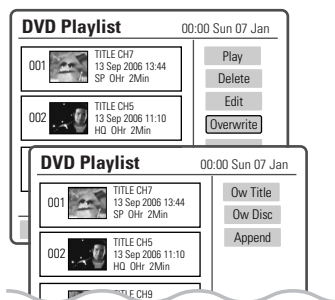 DVD Playlist 00:00 Sun 07 Jan
001 TITLE CH7
13 Sep 2006 13:44
SP 0Hr 2Min
002 TITLE CH5
13 Sep 2006 11:10
HQ 0Hr 2Min
Play
Delete
Edit
Overwrite
DVD Playlist 00:00 Sun 07 Jan
001 TITLE CH7
13 Sep 2006 13:44
SP 0Hr 2Min
002 TITLE CH5
13 Sep 2006 11:10
HQ 0Hr 2Min
TITLE CH9
Ow Title
Ow Disc
Append